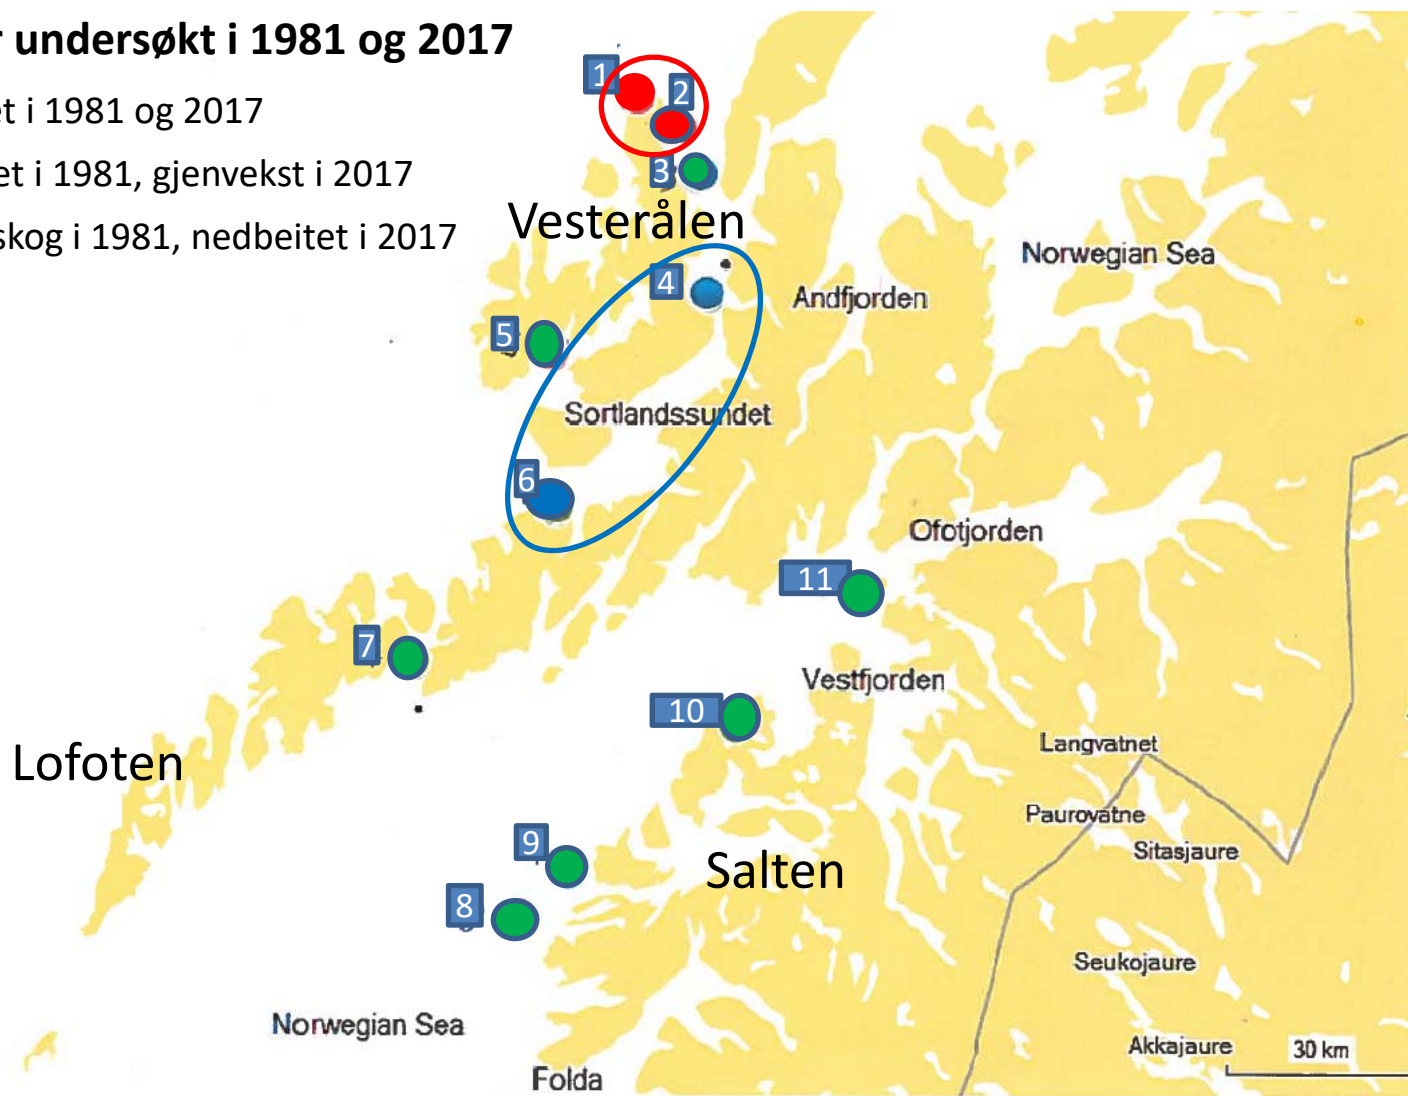 r undersøkt i 1981 og 2017
et i 1981 og 2017
et i 1981, gjenvekst i 2017
skog i 1981, nedbeitet i 2017
1
2
3
Vesterålen
Norwegian Sea
4
Andfjorden
5
Sortlandssundet
6
Ofotjorden
11
7
Vestfjorden
10
Langvatnet
Lofoten
Paurovatne
9
Sitasjaure
Salten
8
Seukojaure
Norwegian Sea
Akkajaure
30 km
Folda